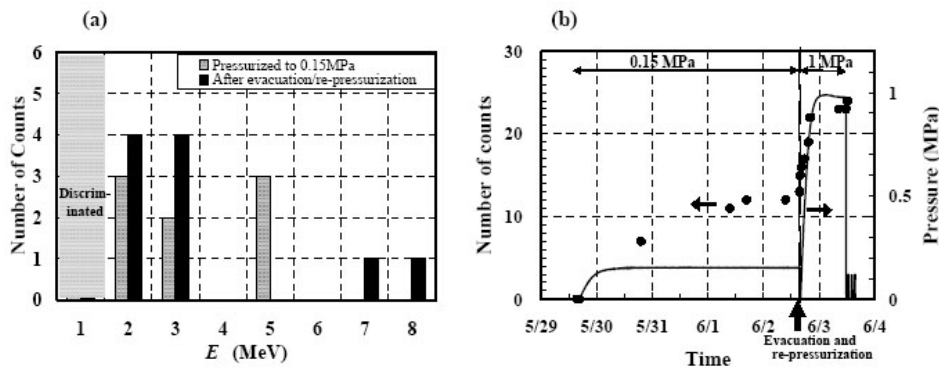 (a)
(b)
Number of Counts
6
5
4
3
2
1
0
Pressurized to 0.15MPa
After evacuation/re-pressurization
Discrim-
inated
1 2 3 4 5 6 7 8
E (MeV)
Number of counts
30
20
10
0
0.15 MPa
1 MPa
1
0.5
0
Pressure (MPa)
5/29 5/30 5/31 6/1 6/2 6/3 6/4
Evacuation and
re-pressurization
Time